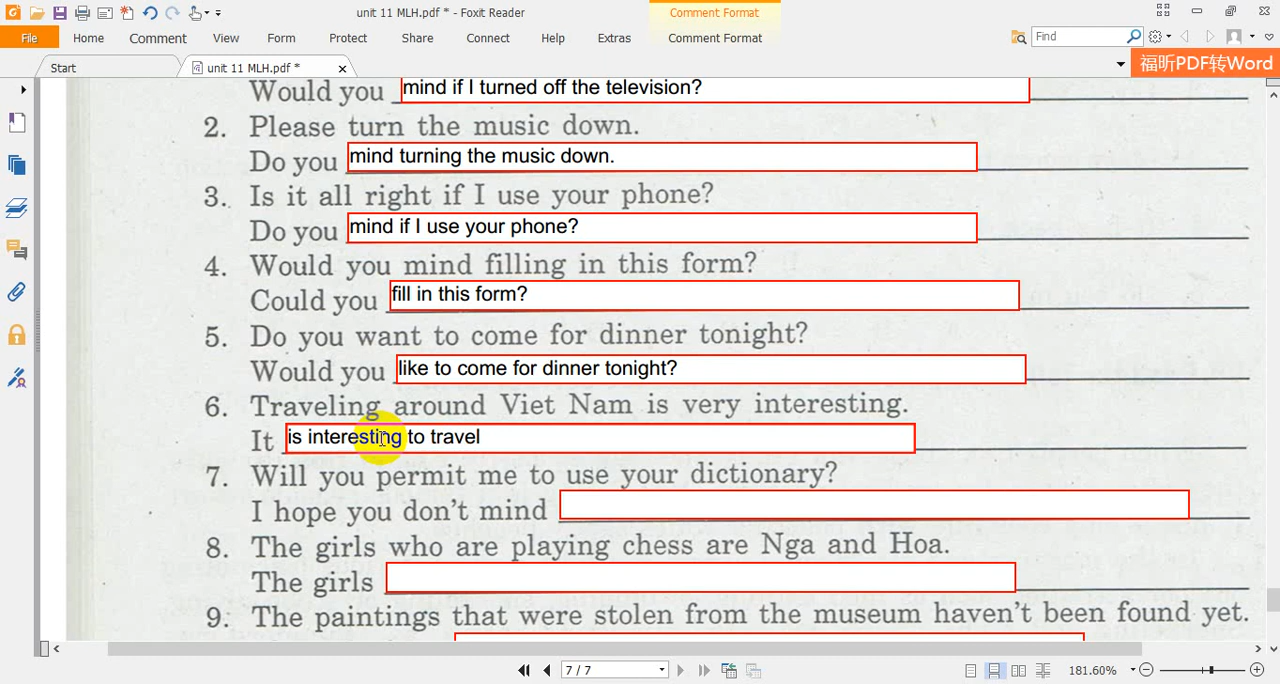 unit 11 MLH.pdf * - Foxit Reader
Comment Format
File
Home
Comment
View
Form
Protect
Share
Connect
Help
Extras
Comment Format
Find
Start
unit 11 MLH.pdf *
福昕PDF转Word
Would you mind if I turned off the television?
2. Please turn the music down.
Do you mind turning the music down.
3. Is it all right if I use your phone?
Do you mind if I use your phone?
4. Would you mind filling in this form?
Could you fill in this form?
5. Do you want to come for dinner tonight?
Would you like to come for dinner tonight?
6. Traveling around Viet Nam is very interesting.
It is interesting to travel
7. Will you permit me to use your dictionary?
I hope you don't mind
8. The girls who are playing chess are Nga and Hoa.
The girls
9. The paintings that were stolen from the museum haven't been found yet.
7 / 7
181.60%